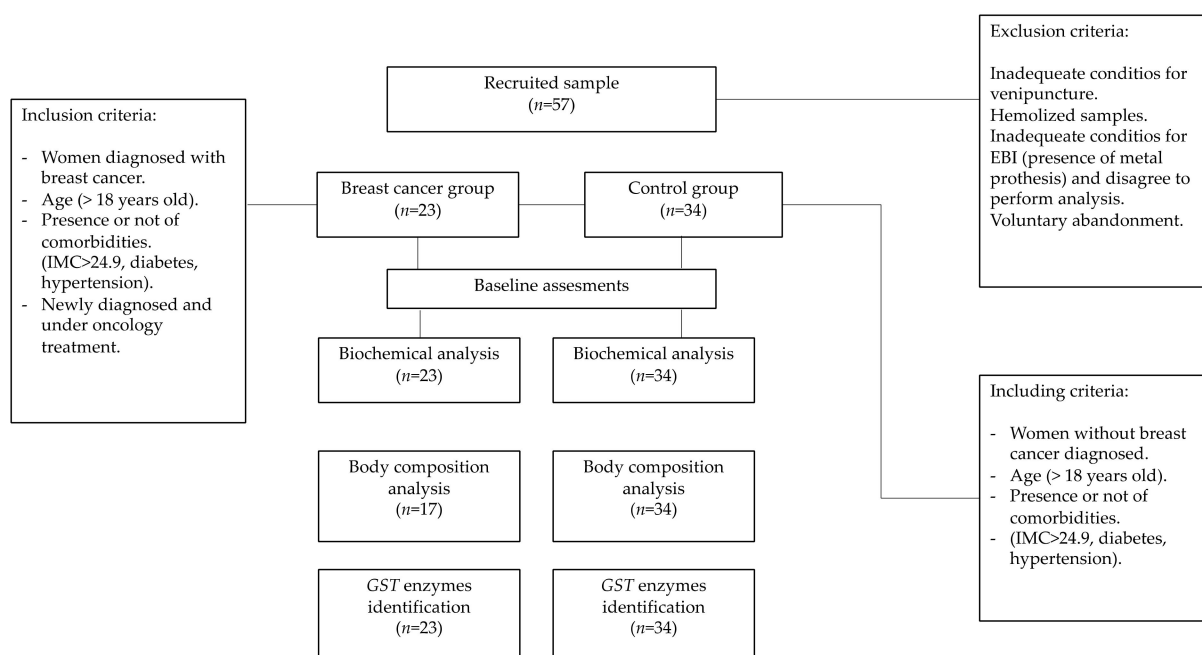 Recruited sample
(n=57)
Exclusion criteria:
Inadequeate conditios for
venipuncture.
Hemolized samples.
Inadequeate conditios for
EBI (presence of metal
prothesis) and disagree to
perform analysis.
Voluntary abandonment.
Inclusion criteria:
- Women diagnosed with
breast cancer.
- Age (> 18 years old).
- Presence or not of
comorbidities.
(IMC>24.9, diabetes,
hypertension).
- Newly diagnosed and
under oncology
treatment.
Breast cancer group
(n=23)
Control group
(n=34)
Baseline assesments
Biochemical analysis
(n=23)
Biochemical analysis
(n=34)
Including criteria:
- Women without breast
cancer diagnosed.
- Age (> 18 years old).
- Presence or not of
comorbidities.
- (IMC>24.9, diabetes,
hypertension).
Body composition
analysis
(n=17)
Body composition
analysis
(n=34)
GST enzymes
identification
(n=23)
GST enzymes
identification
(n=34)